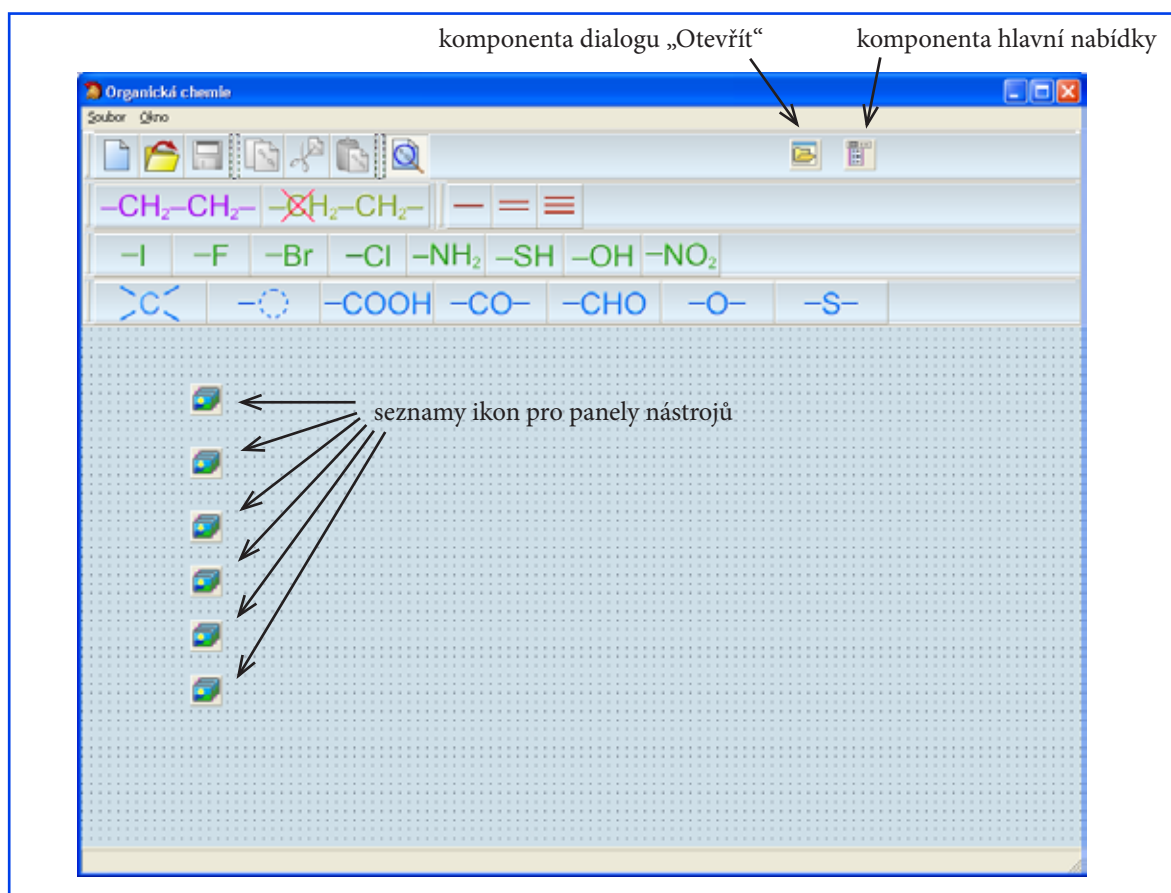 komponenta dialogu „Otevřít“ komponenta hlavní nabídky
Organická chemie
Soubor Okno
–CH₂–CH₂– –CH₂–CH₂–
–I –F –Br –Cl –NH₂ –SH –OH –NO₂
C – –COOH –CO– –CHO –O– –S–
seznamy ikon pro panely nástrojů